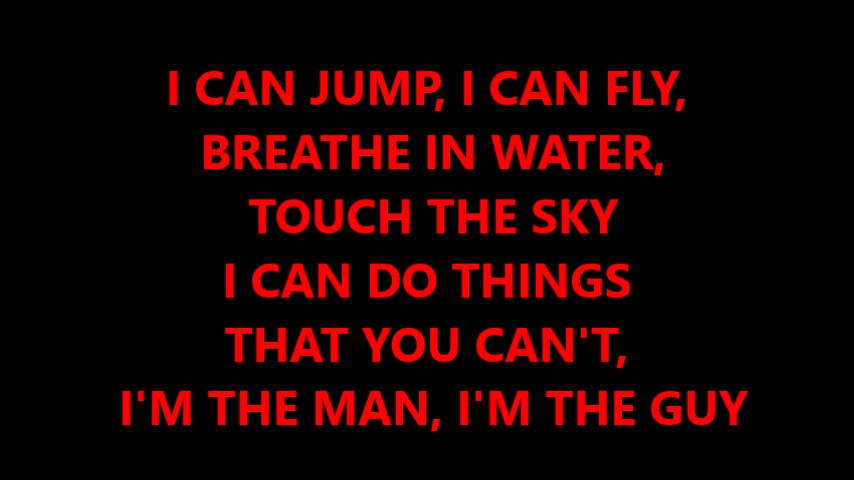 I CAN JUMP, I CAN FLY,
BREATHE IN WATER,
TOUCH THE SKY
I CAN DO THINGS
THAT YOU CAN'T,
I'M THE MAN, I'M THE GUY